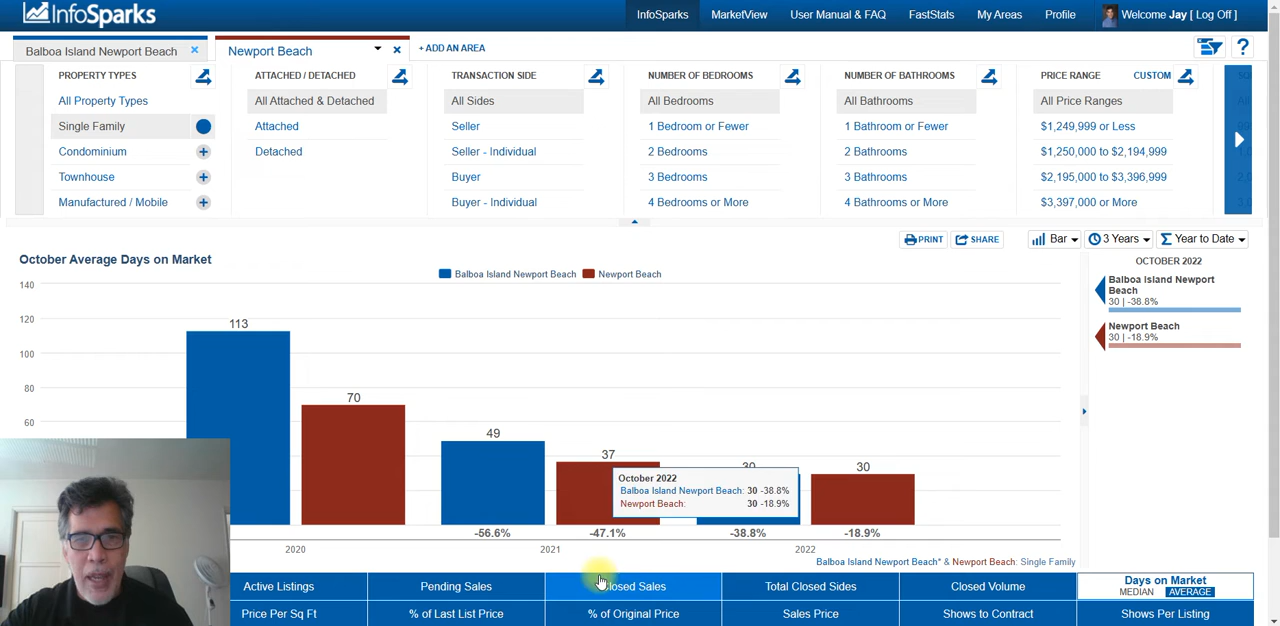 InfoSparks
InfoSparks MarketView User Manual & FAQ FastStats My Areas Profile Welcome Jay [ Log Off ]
Balboa Island Newport Beach × Newport Beach × + ADD AN AREA ?
PROPERTY TYPES ATTACHED / DETACHED TRANSACTION SIDE NUMBER OF BEDROOMS NUMBER OF BATHROOMS PRICE RANGE CUSTOM
All Property Types All Attached & Detached All Sides All Bedrooms All Bathrooms All Price Ranges
Single Family Attached Seller 1 Bedroom or Fewer 1 Bathroom or Fewer $1,249,999 or Less
Condominium + Detached Seller - Individual 2 Bedrooms 2 Bathrooms $1,250,000 to $2,194,999
Townhouse + Buyer 3 Bedrooms 3 Bathrooms $2,195,000 to $3,396,999
Manufactured / Mobile + Buyer - Individual 4 Bedrooms or More 4 Bathrooms or More $3,397,000 or More
PRINT SHARE Bar 3 Years Σ Year to Date
October Average Days on Market
Balboa Island Newport Beach Newport Beach
OCTOBER 2022
Balboa Island Newport
Beach
30 | -38.8%
Newport Beach
30 | -18.9%
140
120
100
80
60
113
70
49
37
30
30
October 2022
Balboa Island Newport Beach: 30 -38.8%
Newport Beach: 30 -18.9%
-56.6% -47.1% -38.8% -18.9%
2020 2021 2022
Balboa Island Newport Beach* & Newport Beach: Single Family
Active Listings Pending Sales Closed Sales Total Closed Sides Closed Volume Days on Market
MEDIAN AVERAGE
Price Per Sq Ft % of Last List Price % of Original Price Sales Price Shows to Contract Shows Per Listing